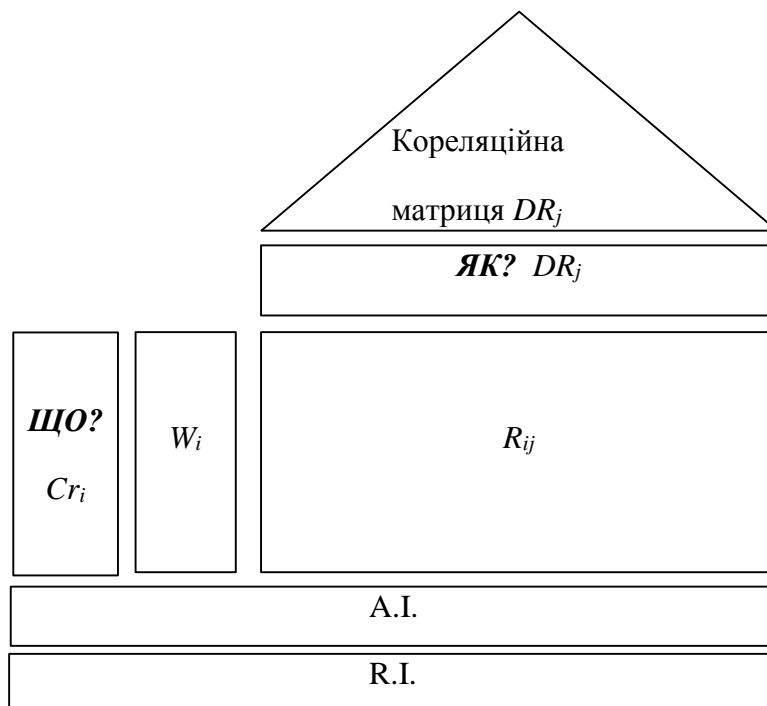 Кореляційна
матриця DRj
ЯК? DRj
ЩО?
Cri
Wi
Rij
A.I.
R.I.